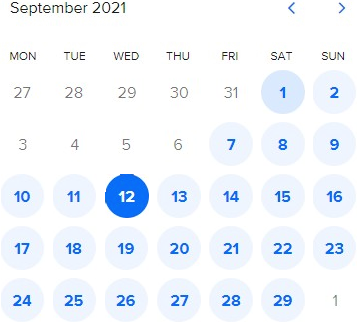 September 2021
MON TUE WED THU FRI SAT SUN
27 28 29 30 31 1 2
3 4 5 6 7 8 9
10 11 12 13 14 15 16
17 18 19 20 21 22 23
24 25 26 27 28 29 1